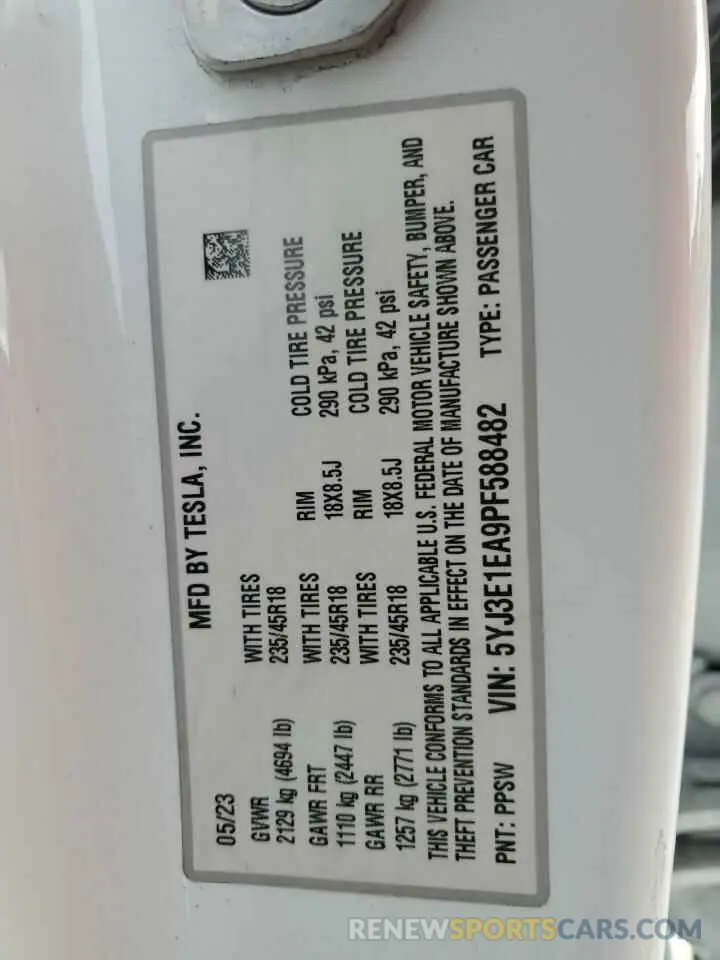 MFD BY TESLA, INC.
05/23
GVWR WITH TIRES
2129 kg (4694 lb) 235/45R18
GAWR FRT WITH TIRES RIM COLD TIRE PRESSURE
1110 kg (2447 lb) 235/45R18 18X8.5J 290 kPa, 42 psi
GAWR RR WITH TIRES RIM COLD TIRE PRESSURE
1257 kg (2771 lb) 235/45R18 18X8.5J 290 kPa, 42 psi
THIS VEHICLE CONFORMS TO ALL APPLICABLE U.S. FEDERAL MOTOR VEHICLE SAFETY, BUMPER, AND
THEFT PREVENTION STANDARDS IN EFFECT ON THE DATE OF MANUFACTURE SHOWN ABOVE.
PNT: PPSW VIN: 5YJ3E1EA9PF588482 TYPE: PASSENGER CAR
RENEWSPORTSCARS.COM